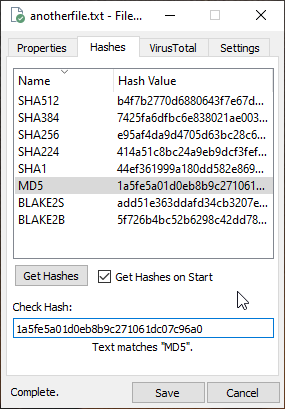 anotherfile.txt - File...
Properties Hashes VirusTotal Settings
Name Hash Value
SHA512 b4f7b2770d6880643f7e67d...
SHA384 7425fa6dfbc6e838021ae003...
SHA256 e95af4da9d4705d63bc28c6...
SHA224 414a51c8bc24a9eb9dcf3fef...
SHA1 44ef361999a180dd582e869...
MD5 1a5fe5a01d0eb8b9c271061...
BLAKE2S add51e363ddafd34cb3207e...
BLAKE2B 5f726b4bc52b6298c42dd78...
Get Hashes Get Hashes on Start
Check Hash:
1a5fe5a01d0eb8b9c271061dc07c96a0
Text matches "MD5".
Complete. Save Cancel